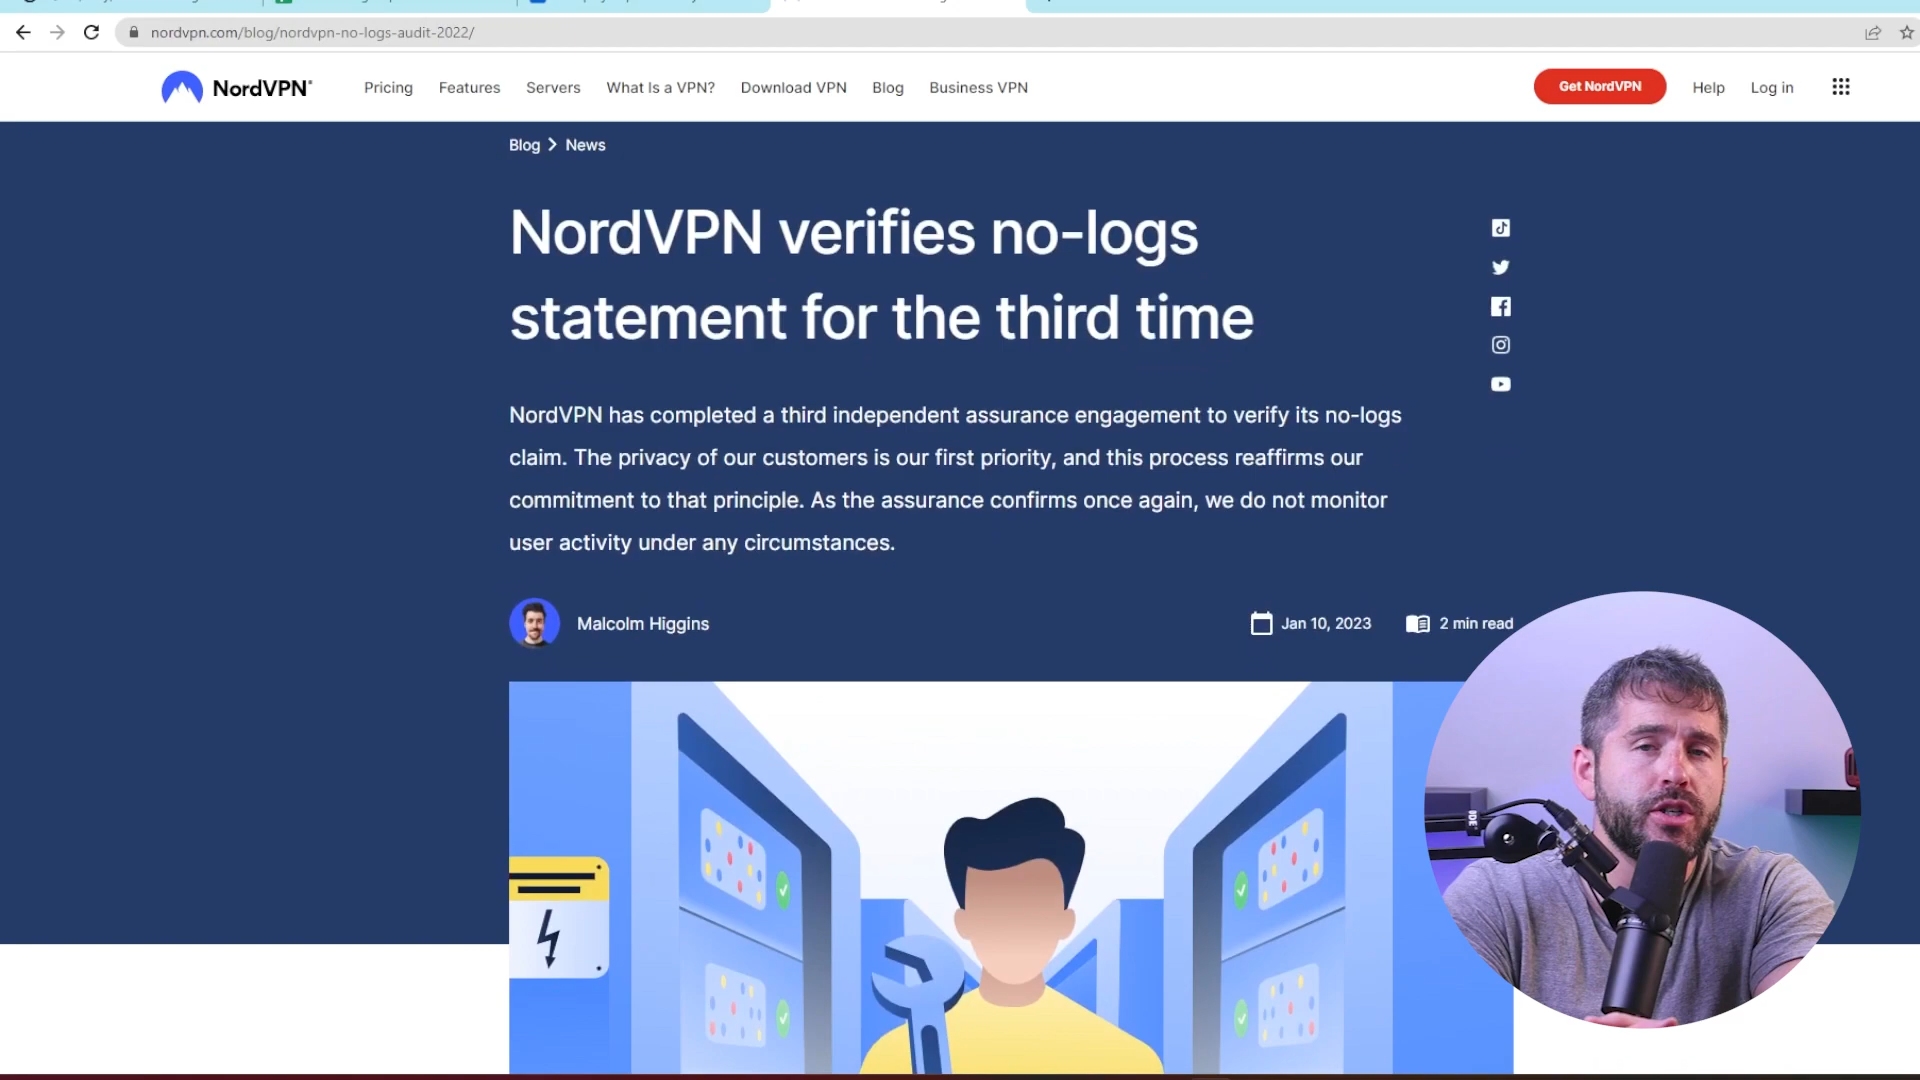 nordvpn.com/blog/nordvpn-no-logs-audit-2022/
NordVPN®
Pricing
Features
Servers
What Is a VPN?
Download VPN
Blog
Business VPN
Get NordVPN
Help
Log in
Blog
News
NordVPN verifies no-logs
statement for the third time
NordVPN has completed a third independent assurance engagement to verify its no-logs
claim. The privacy of our customers is our first priority, and this process reaffirms our
commitment to that principle. As the assurance confirms once again, we do not monitor
user activity under any circumstances.
Malcolm Higgins
Jan 10, 2023
2 min read